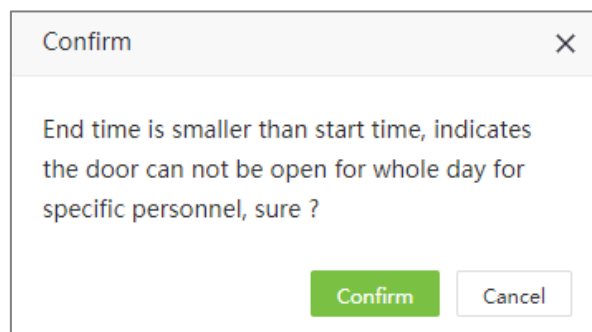 Confirm
End time is smaller than start time, indicates
the door can not be open for whole day for
specific personnel, sure ?
Confirm Cancel